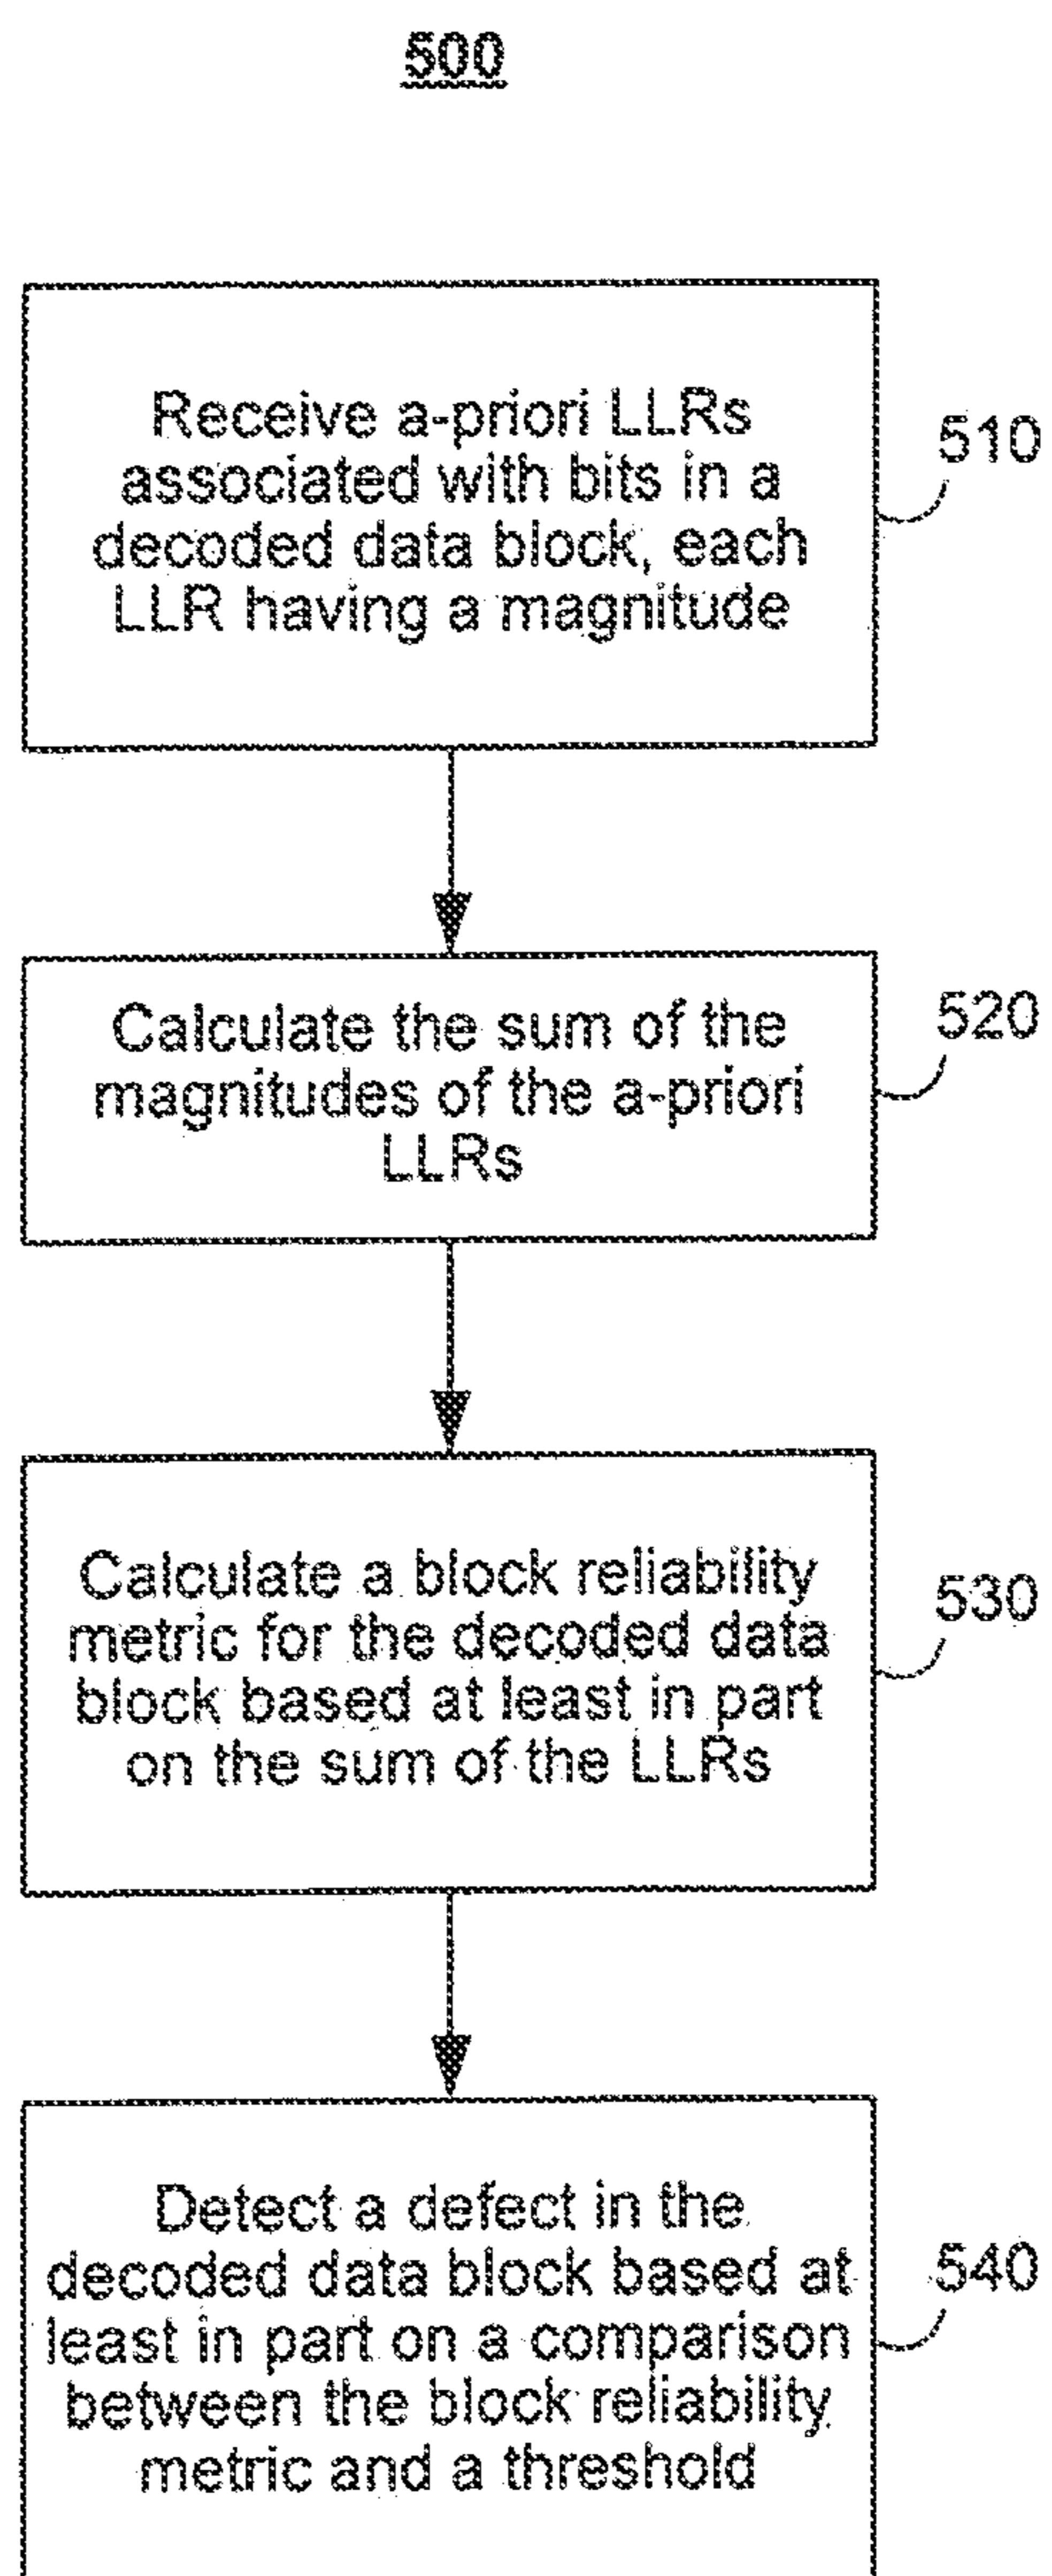 500
Receive a-priori LLRs
associated with bits in a
decoded data block, each
LLR having a magnitude
510
Calculate the sum of the
magnitudes of the a-priori
LLRs
520
Calculate a block reliability
metric for the decoded data
block based at least in part
on the sum of the LLRs
530
Detect a defect in the
decoded data block based at
least in part on a comparison
between the block reliability
metric and a threshold
540